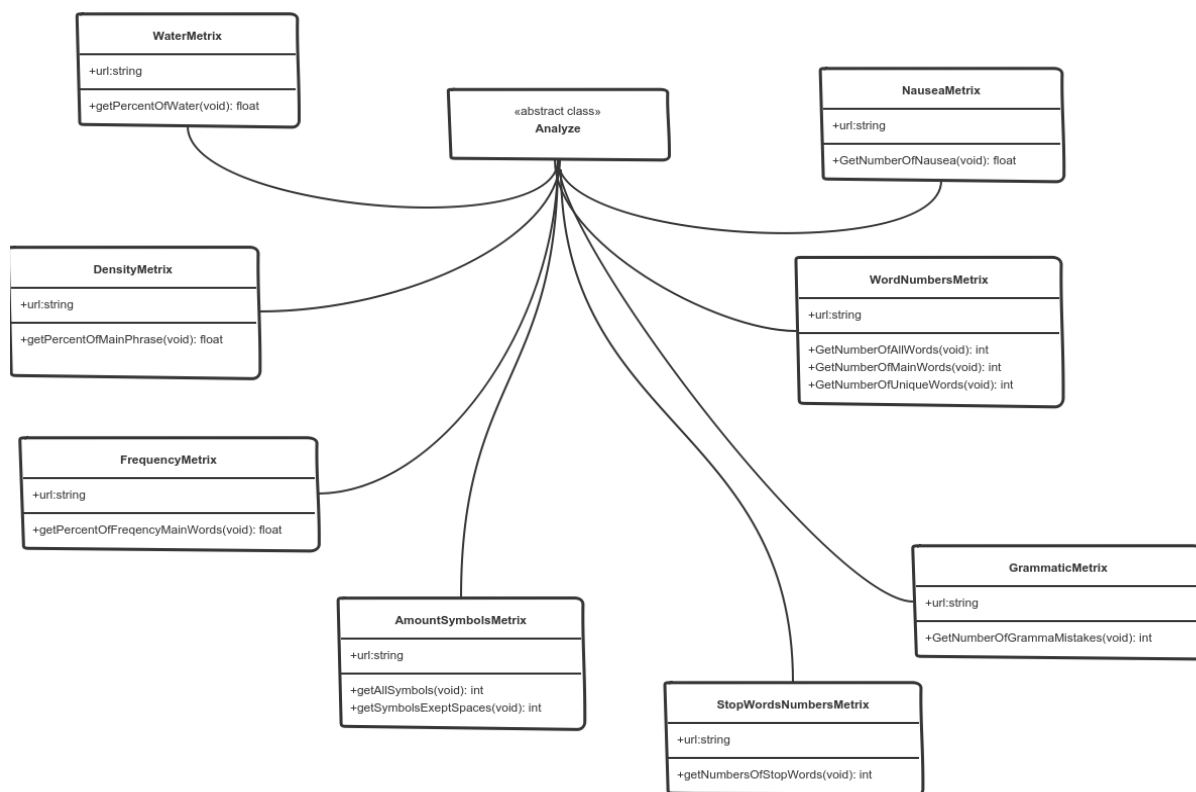 WaterMetrix
+url:string
+getPercentOfWater(void): float
«abstract class»
Analyze
NauseaMetrix
+url:string
+GetNumberOfNausea(void): float
DensityMetrix
+url:string
+getPercentOfMainPhrase(void): float
WordNumbersMetrix
+url:string
+GetNumberOfAllWords(void): int
+GetNumberOfMainWords(void): int
+GetNumberOfUniqueWords(void): int
FrequencyMetrix
+url:string
+getPercentOfFreqencyMainWords(void): float
GrammaticMetrix
+url:string
+GetNumberOfGrammaMistakes(void): int
AmountSymbolsMetrix
+url:string
+getAllSymbols(void): int
+getSymbolsExeptSpaces(void): int
StopWordsNumbersMetrix
+url:string
+getNumbersOfStopWords(void): int